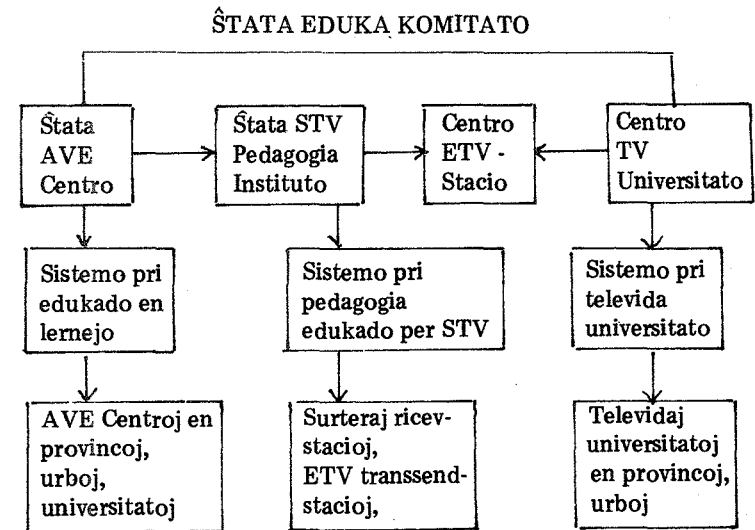 ŜTATA EDUKA KOMITATO
Ŝtata
AVE
Centro
Ŝtata STV
Pedagogia
Instituto
Centro
ETV -
Stacio
Centro
TV
Universitato
Sistemo pri
edukado en
lernejo
Sistemo pri
pedagogia
edukado per STV
Sistemo pri
televida
universitato
AVE Centroj en
provincoj,
urboj,
universitatoj
Surteraj ricev-
stacioj,
ETV transsend-
stacioj,
Televidaj
universitatoj
en provincoj,
urboj